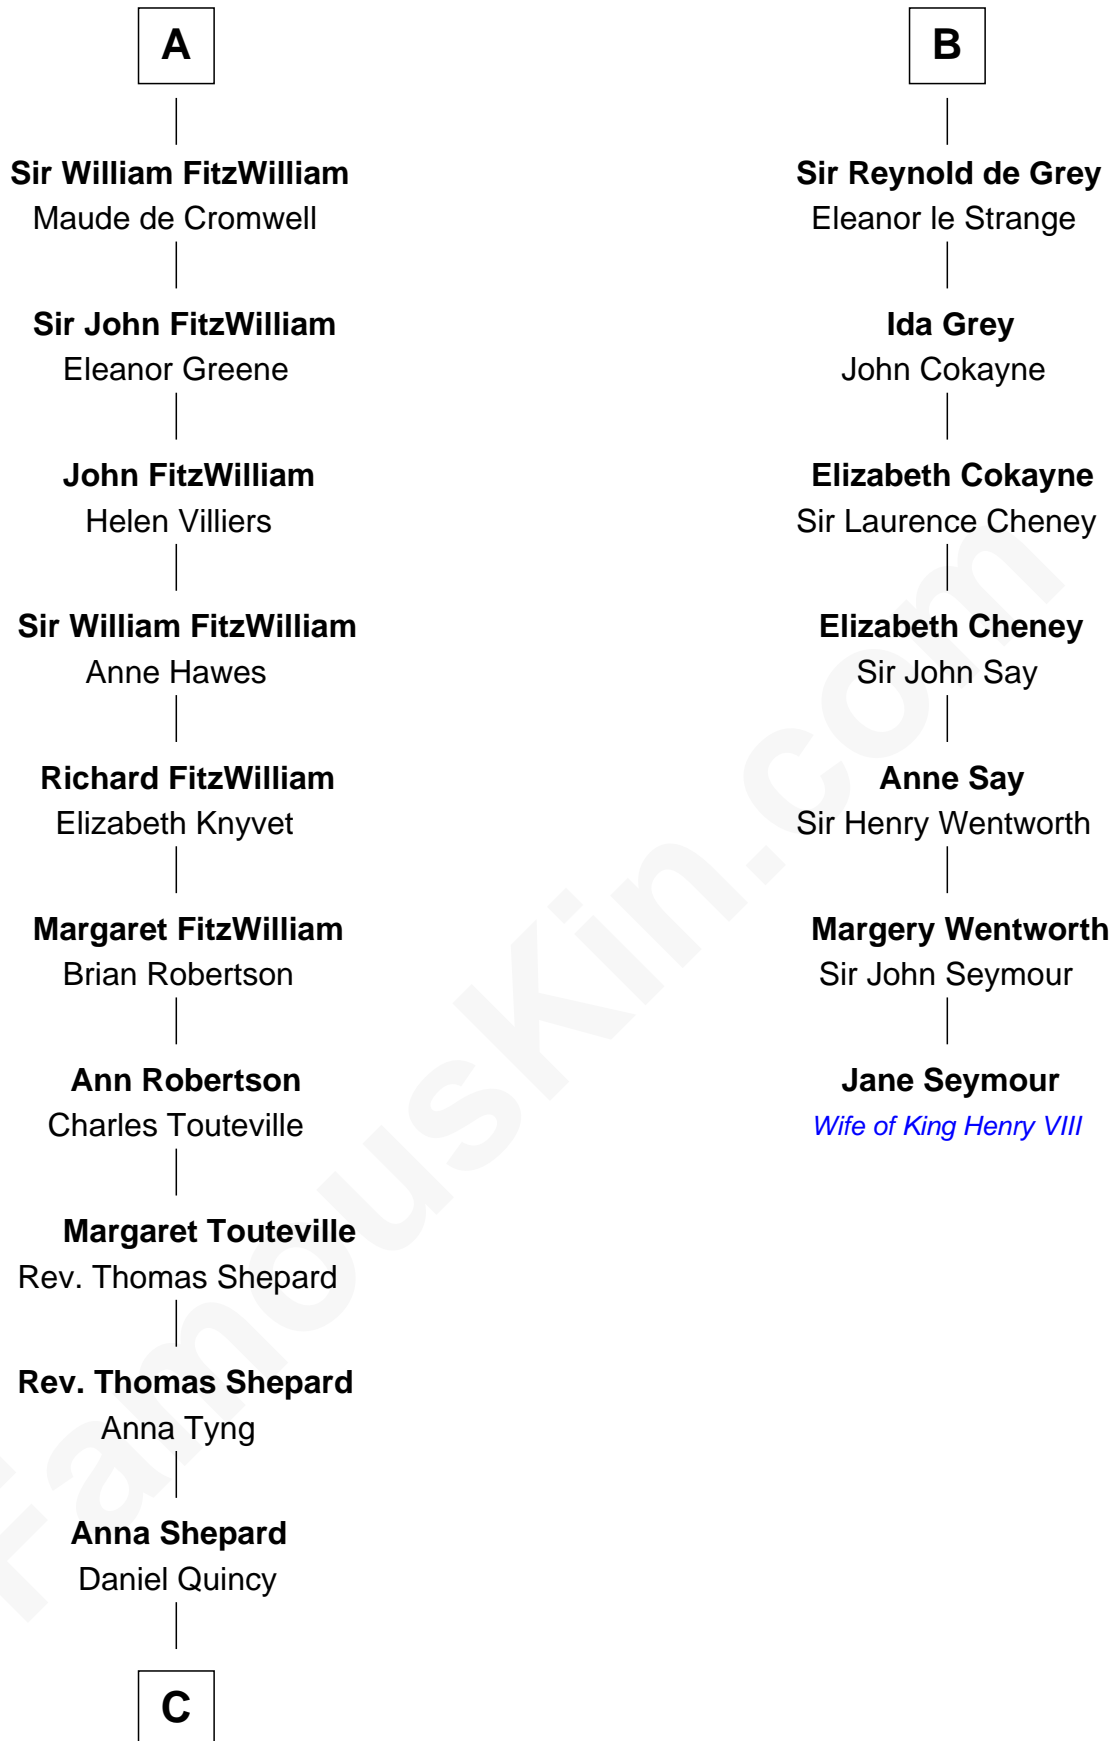 A
Sir William FitzWilliam
Maude de Cromwell
Sir John FitzWilliam
Eleanor Greene
John FitzWilliam
Helen Villiers
Sir William FitzWilliam
Anne Hawes
Richard FitzWilliam
Elizabeth Knyvet
Margaret FitzWilliam
Brian Robertson
Ann Robertson
Charles Touteville
Margaret Touteville
Rev. Thomas Shepard
Rev. Thomas Shepard
Anna Tyng
Anna Shepard
Daniel Quincy
C
B
Sir Reynold de Grey
Eleanor le Strange
Ida Grey
John Cokayne
Elizabeth Cokayne
Sir Laurence Cheney
Elizabeth Cheney
Sir John Say
Anne Say
Sir Henry Wentworth
Margery Wentworth
Sir John Seymour
Jane Seymour
Wife of King Henry VIII
FamousKin.com